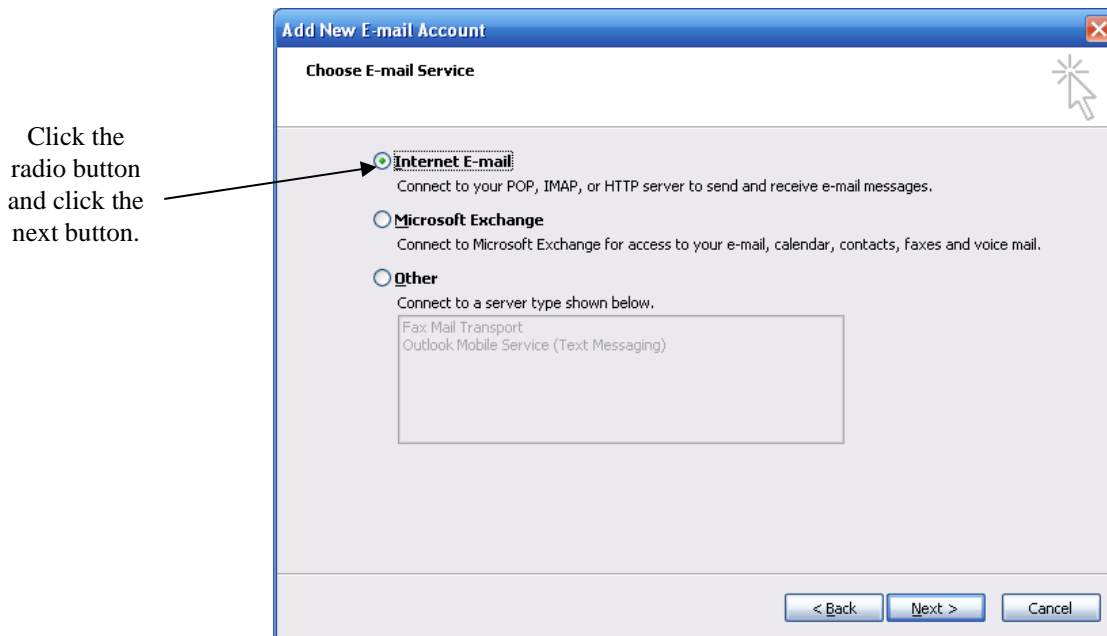 Add New E-mail Account
Choose E-mail Service
Click the
radio button
and click the
next button.
Internet E-mail
Connect to your POP, IMAP, or HTTP server to send and receive e-mail messages.
Microsoft Exchange
Connect to Microsoft Exchange for access to your e-mail, calendar, contacts, faxes and voice mail.
Other
Connect to a server type shown below.
Fax Mail Transport
Outlook Mobile Service (Text Messaging)
< Back Next > Cancel